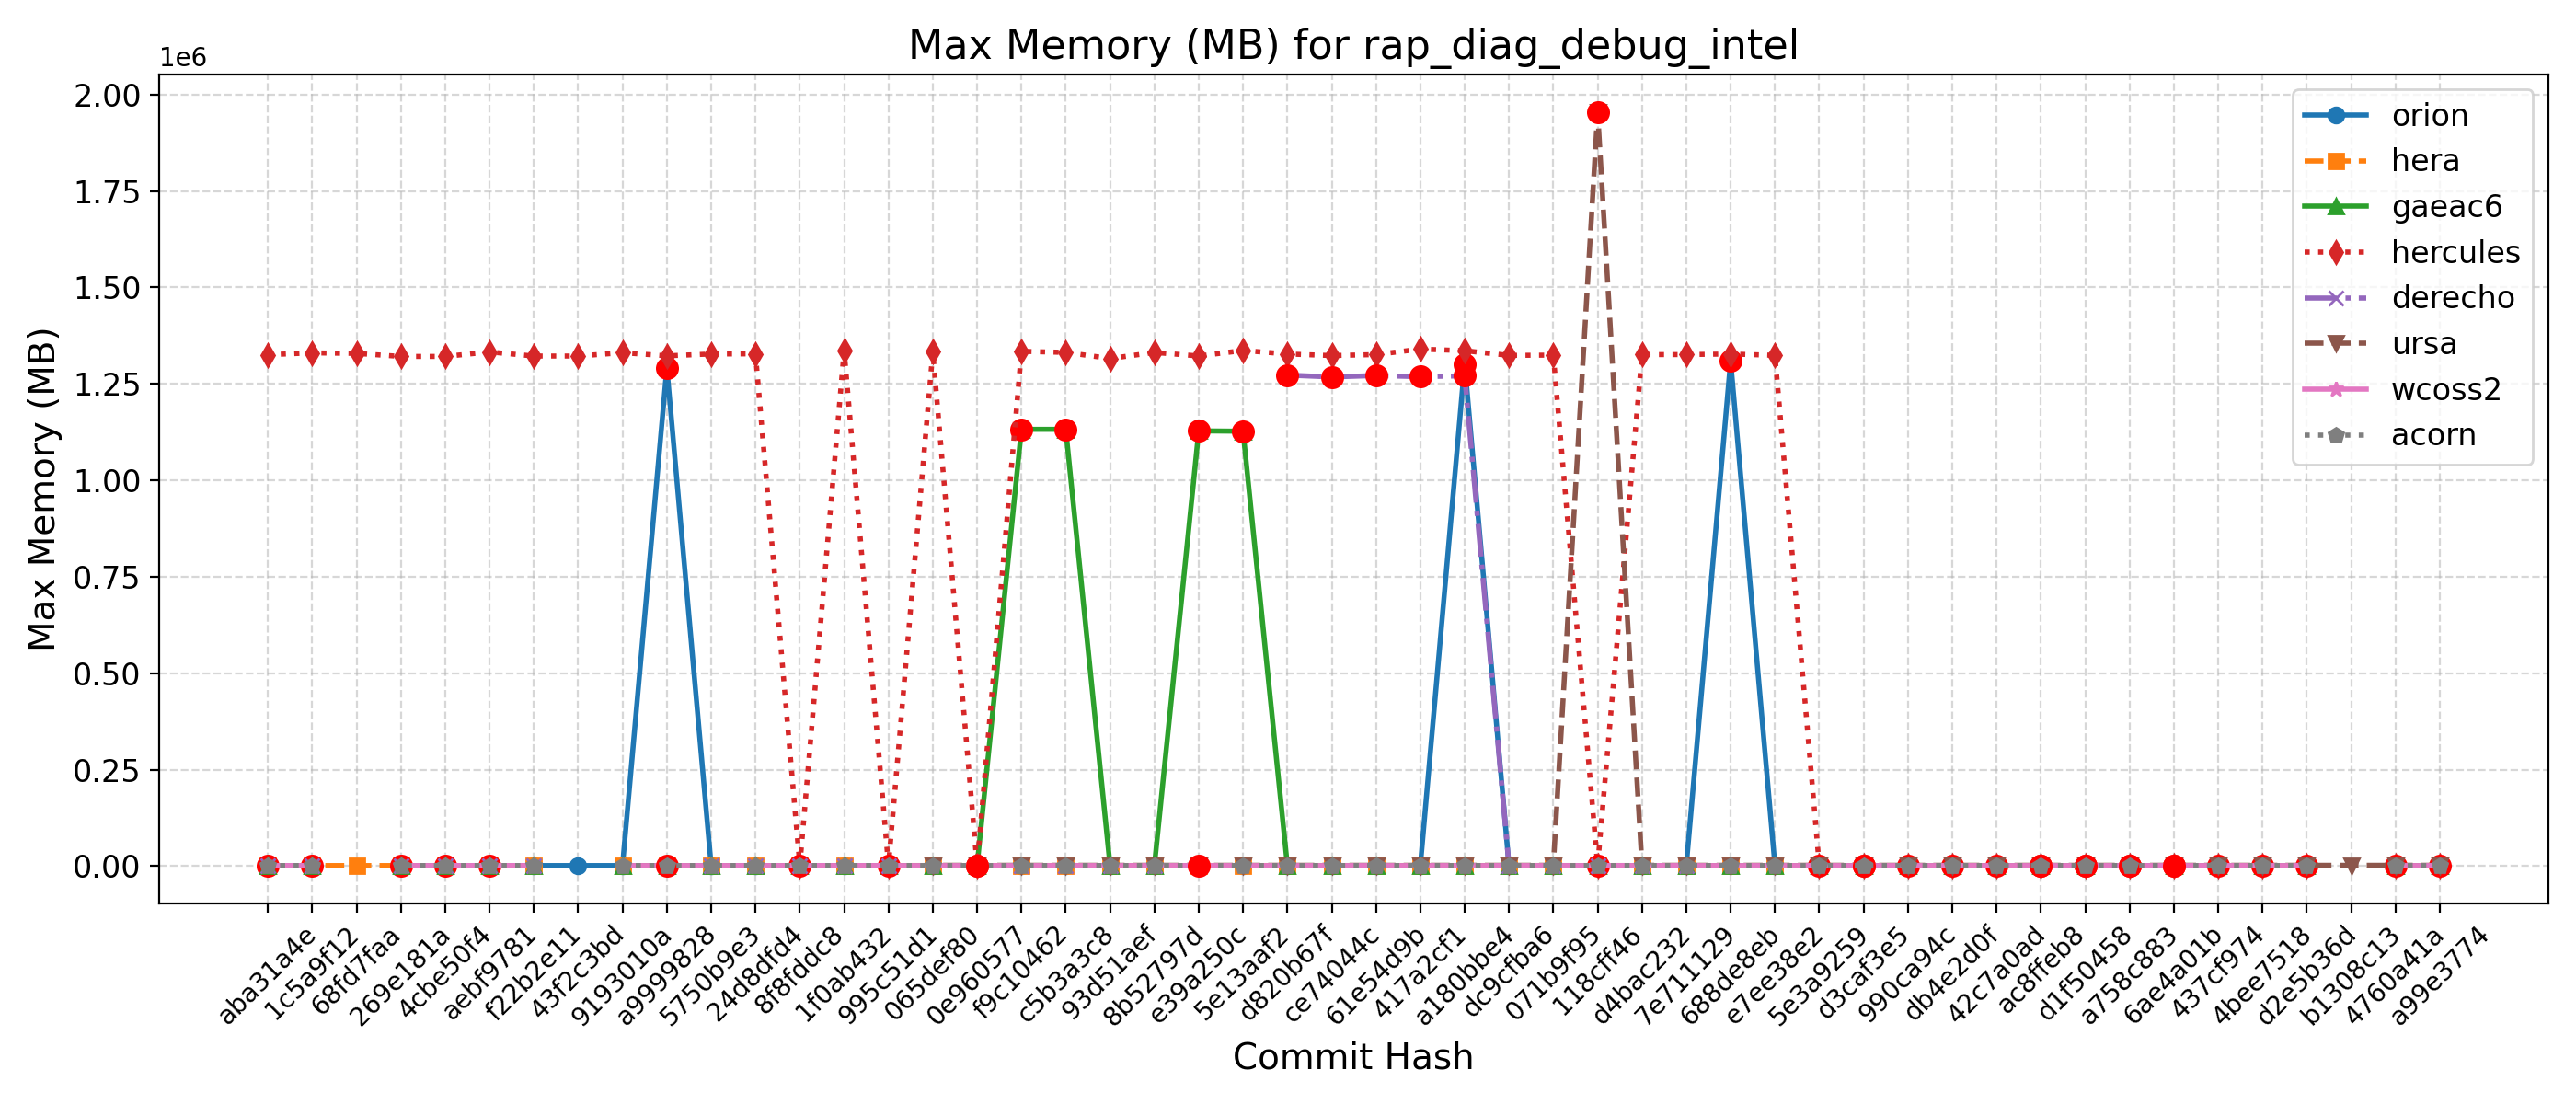 Max Memory (MB) for rap_diag_debug_intel
1e6
2.00
1.75
1.50
1.25
1.00
0.75
0.50
0.25
0.00
Max Memory (MB)
orion
hera
gaeac6
hercules
derecho
ursa
wcoss2
acorn
aba31a4e
1c5a9f12
68fd7faa
269e181a
4cbe50f4
aebf9781
f22b2e11
43f2c3bd
9193010a
a9999828
5750b9e3
24d8dfd4
8f8fddc8
1f0ab432
995c51d1
065def80
0e960577
f9c10462
c5b3a3c8
93d51aef
8b52797d
e39a250c
5e13aaf2
d820b67f
ce74044c
61e54d9b
417a2cf1
a180bbe4
dc9cfba6
071b9f95
118cff46
d4bac232
7e711129
688de8eb
e7ee38e2
5e3a9259
d3caf3e5
990ca94c
db4e2d0f
42c7a0ad
ac8ffeb8
d1f50458
a758c883
6ae4a01b
437cf974
4bee7518
d2e5b36d
b1308c13
4760a41a
a99e3774
Commit Hash